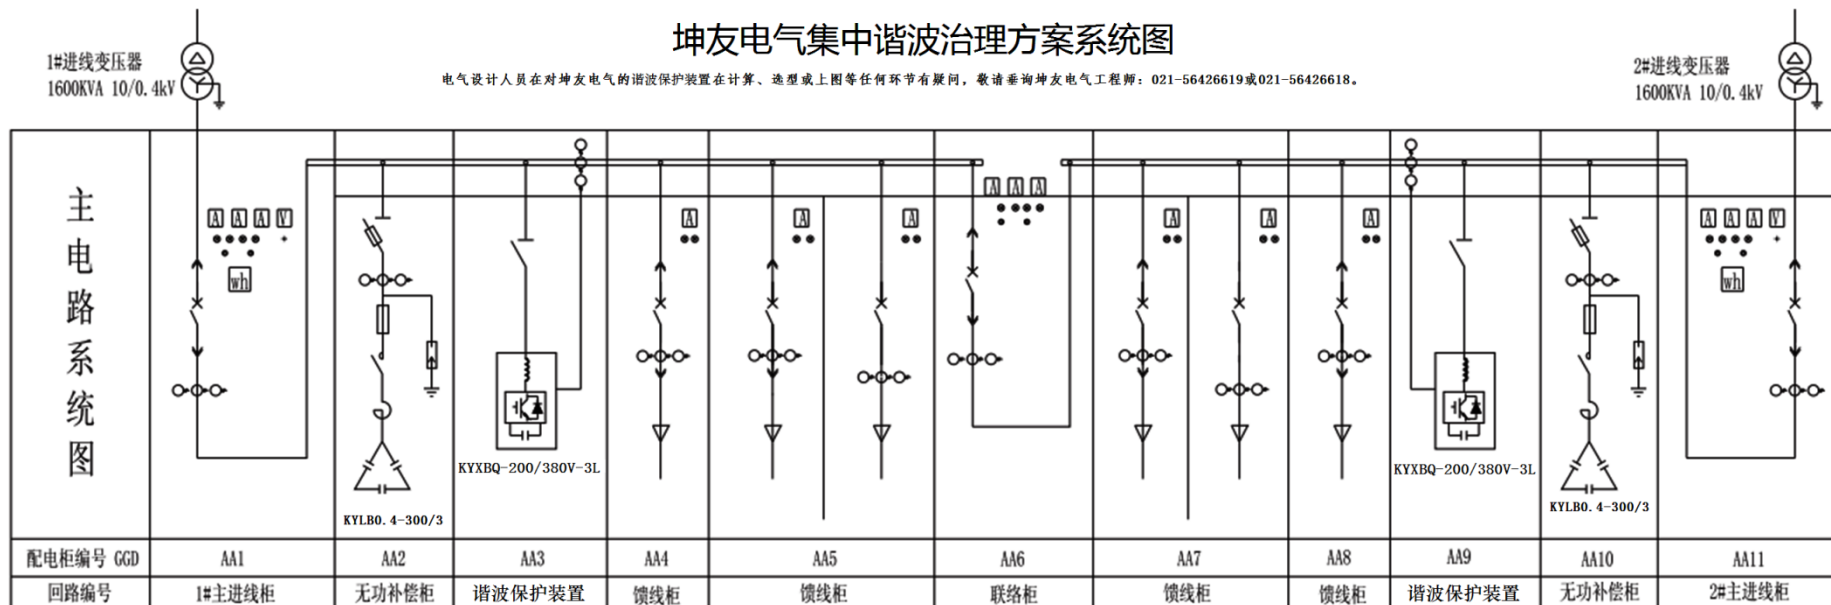 坤友电气集中谐波治理方案系统图
电气设计人员在对坤友电气的谐波保护装置在计算、选型或上图等任何环节有疑问，敬请垂询坤友电气工程师：021-56426619或021-56426618。
1#进线变压器
1600KVA 10/0.4kV
2#进线变压器
1600KVA 10/0.4kV
主电路系统图
A A A V
wh
A
A
A
A A A
A
A
A
A A A V
wh
KYXBQ-200/380V-3L
KYXBQ-200/380V-3L
KYLB0.4-300/3
KYLB0.4-300/3
配电柜编号 GGD AA1 AA2 AA3 AA4 AA5 AA6 AA7 AA8 AA9 AA10 AA11
回路编号 1#主进线柜 无功补偿柜 谐波保护装置 馈线柜 馈线柜 联络柜 馈线柜 馈线柜 谐波保护装置 无功补偿柜 2#主进线柜